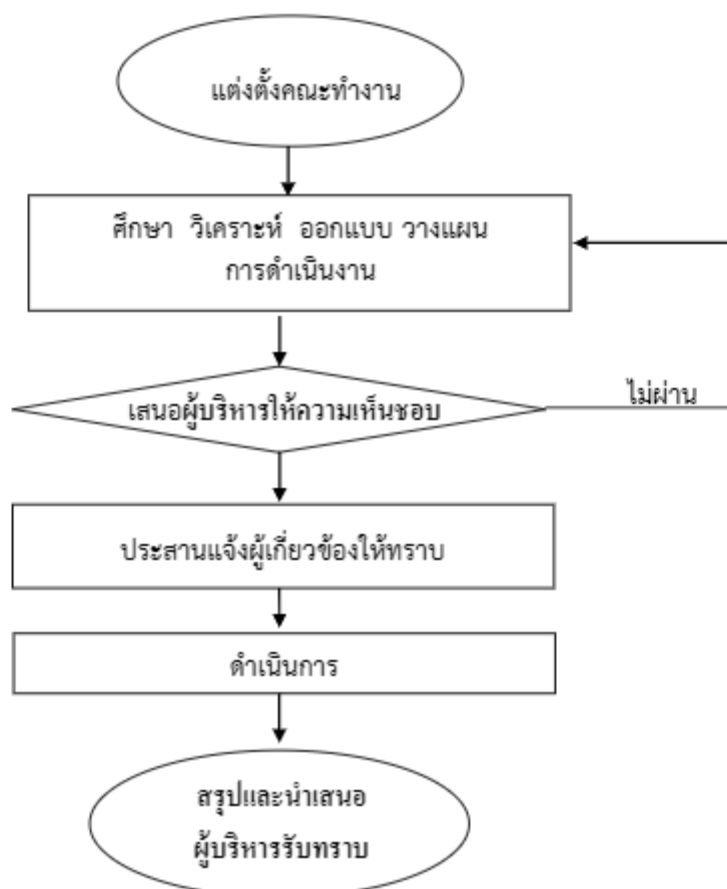 แต่งตั้งคณะทำงาน
ศึกษา วิเคราะห์ ออกแบบ วางแผน
การดำเนินงาน
เสนอผู้บริหารให้ความเห็นชอบ
ไม่ผ่าน
ประสานแจ้งผู้เกี่ยวข้องให้ทราบ
ดำเนินการ
สรุปและนำเสนอ
ผู้บริหารรับทราบ